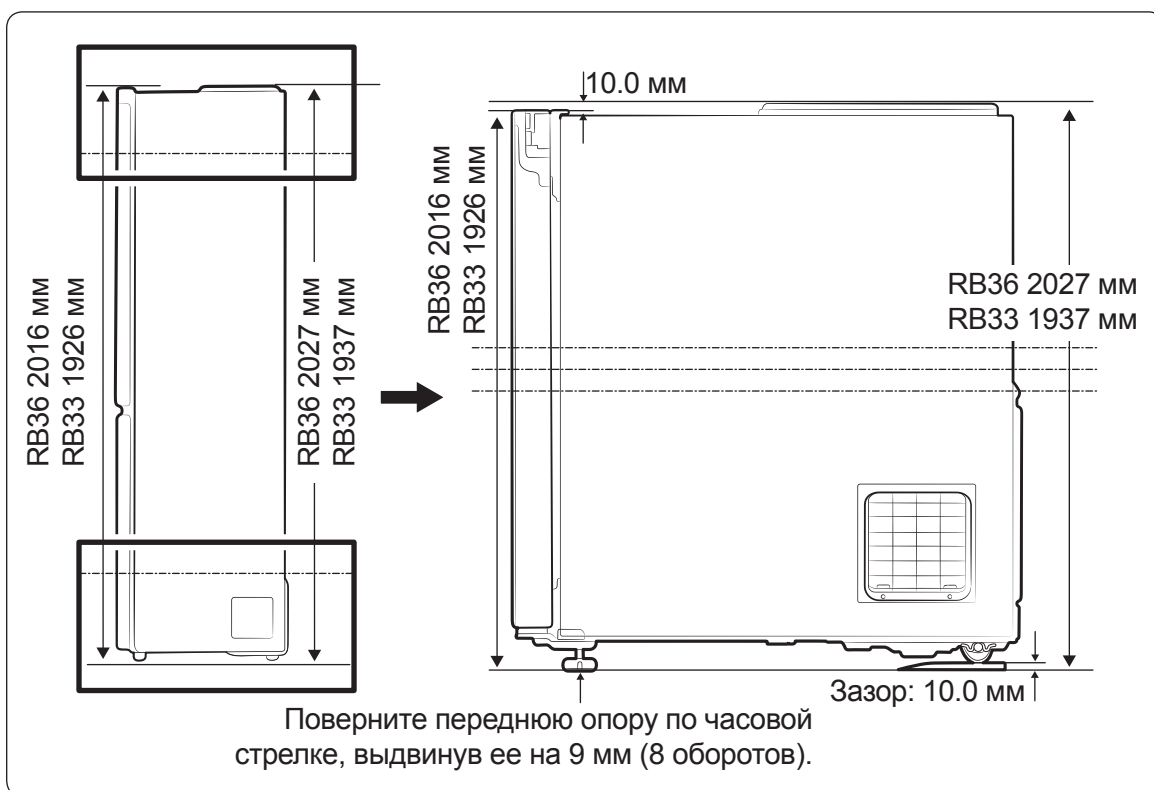 10.0 мм
RB36 2016 мм
RB33 1926 мм
RB36 2027 мм
RB33 1937 мм
RB36 2016 мм
RB33 1926 мм
RB36 2027 мм
RB33 1937 мм
Зазор: 10.0 мм
Поверните переднюю опору по часовой
стрелке, выдвинув ее на 9 мм (8 оборотов).